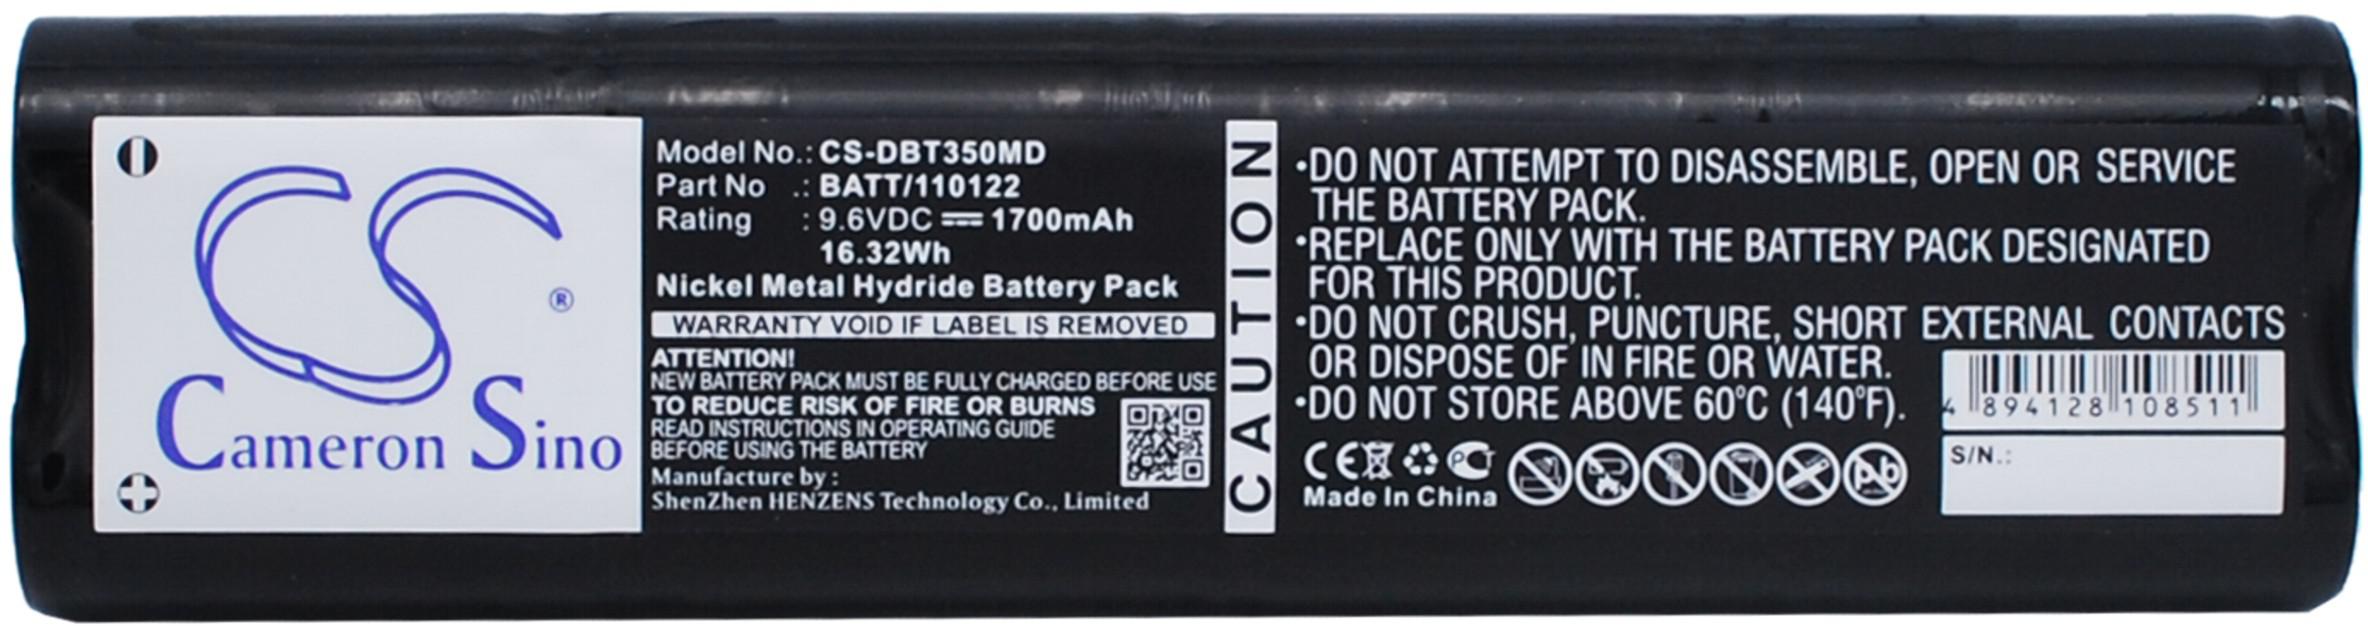 Cameron Sino
®
Model No.: CS-DBT350MD
Part No .: BATT/110122
Rating : 9.6VDC 1700mAh
16.32Wh
Nickel Metal Hydride Battery Pack
WARRANTY VOID IF LABEL IS REMOVED
ATTENTION!
NEW BATTERY PACK MUST BE FULLY CHARGED BEFORE USE
TO REDUCE RISK OF FIRE OR BURNS
READ INSTRUCTIONS IN OPERATING GUIDE
BEFORE USING THE BATTERY
Manufacture by :
ShenZhen HENZENS Technology Co., Limited
CAUTION
•DO NOT ATTEMPT TO DISASSEMBLE, OPEN OR SERVICE
THE BATTERY PACK.
•REPLACE ONLY WITH THE BATTERY PACK DESIGNATED
FOR THIS PRODUCT.
•DO NOT CRUSH, PUNCTURE, SHORT EXTERNAL CONTACTS
OR DISPOSE OF IN FIRE OR WATER.
•DO NOT STORE ABOVE 60°C (140°F).
4 894128 108511
CE
Pb
Made In China
S/N.: